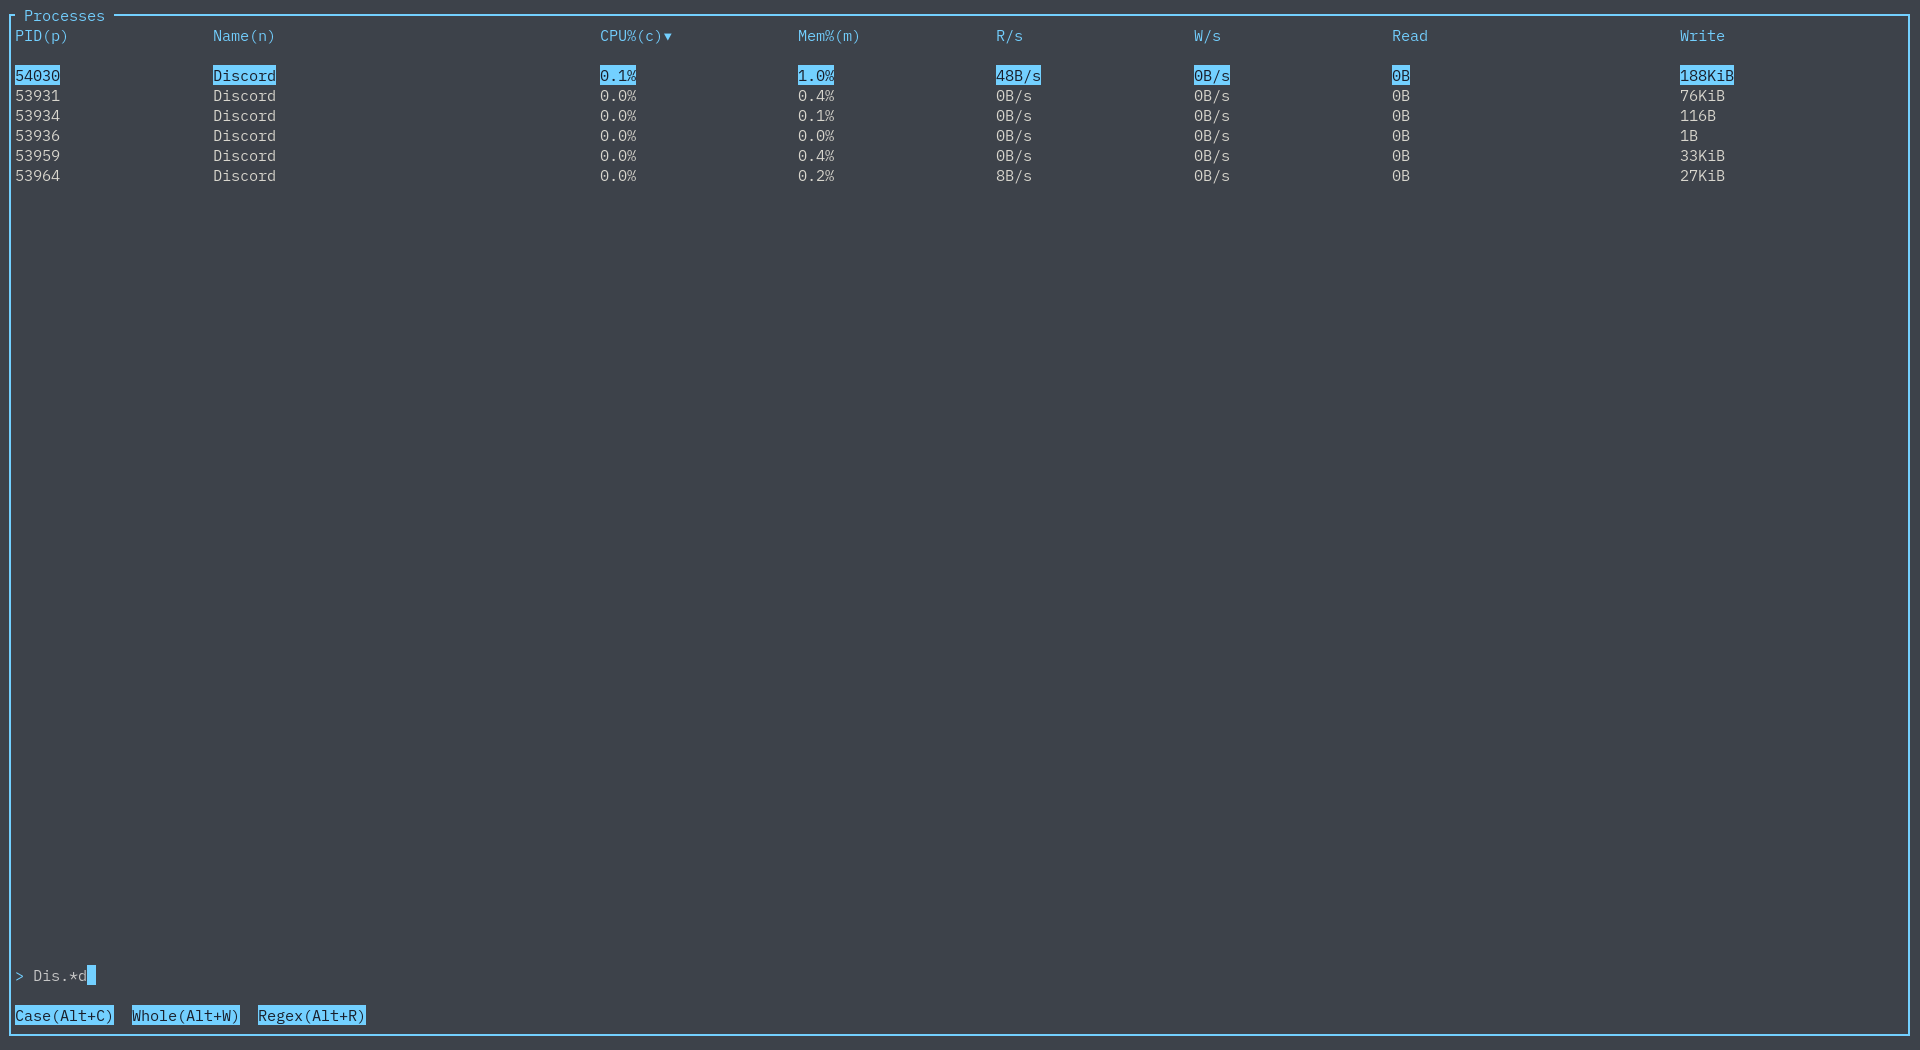 Processes
PID(p) Name(n) CPU%(c)▼ Mem%(m) R/s W/s Read Write
54030 Discord 0.1% 1.0% 48B/s 0B/s 0B 188KiB
53931 Discord 0.0% 0.4% 0B/s 0B/s 0B 76KiB
53934 Discord 0.0% 0.1% 0B/s 0B/s 0B 116B
53936 Discord 0.0% 0.0% 0B/s 0B/s 0B 1B
53959 Discord 0.0% 0.4% 0B/s 0B/s 0B 33KiB
53964 Discord 0.0% 0.2% 8B/s 0B/s 0B 27KiB
> Dis.*d
Case(Alt+C) Whole(Alt+W) Regex(Alt+R)